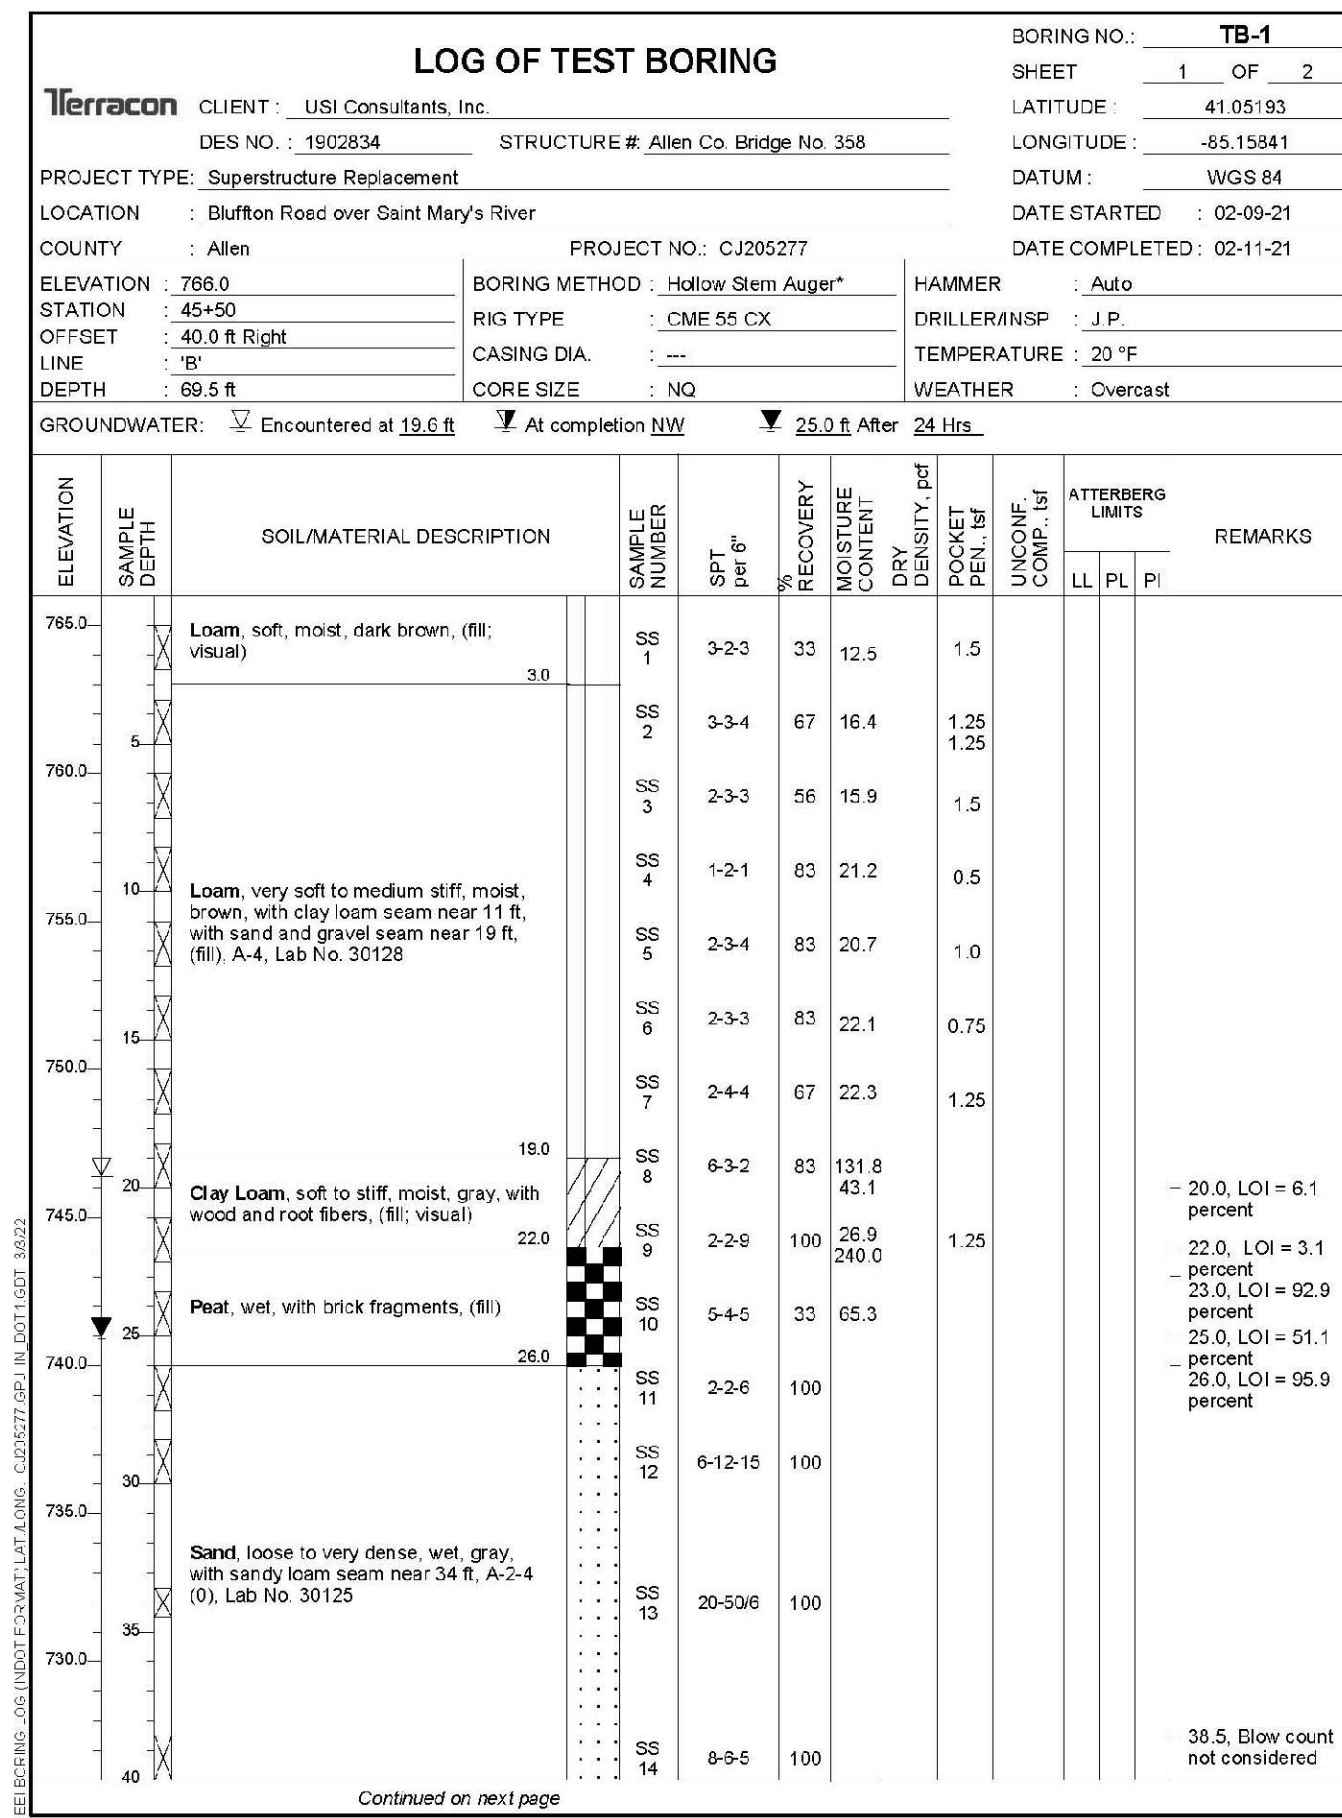 LOG OF TEST BORING
BORING NO.: TB-1
SHEET 1 OF 2
Terracon CLIENT : USI Consultants, Inc.
LATITUDE : 41.05193
DES NO. : 1902834 STRUCTURE #: Allen Co. Bridge No. 358
LONGITUDE : -85.15841
PROJECT TYPE: Superstructure Replacement
DATUM : WGS 84
LOCATION : Bluffton Road over Saint Mary's River
DATE STARTED : 02-09-21
COUNTY : Allen PROJECT NO.: CJ205277
DATE COMPLETED : 02-11-21
ELEVATION : 766.0
STATION : 45+50
OFFSET : 40.0 ft Right
LINE : 'B'
DEPTH : 69.5 ft
BORING METHOD : Hollow Stem Auger*
RIG TYPE : CME 55 CX
CASING DIA. : ---
CORE SIZE : NQ
HAMMER : Auto
DRILLER/INSP : J.P.
TEMPERATURE : 20 °F
WEATHER : Overcast
GROUNDWATER: Encountered at 19.6 ft At completion NW 25.0 ft After 24 Hrs
ELEVATION
SAMPLE DEPTH
SOIL/MATERIAL DESCRIPTION
SAMPLE NUMBER
SPT per 6"
% RECOVERY
MOISTURE CONTENT
DRY DENSITY, pcf
POCKET PEN., tsf
UNCONF. COMP., tsf
ATTERBERG LIMITS
LL PL PI
REMARKS
765.0
Loam, soft, moist, dark brown, (fill;
visual)
3.0
SS 1 3-2-3 33 12.5 1.5
SS 2 3-3-4 67 16.4 1.25
1.25
5
760.0
SS 3 2-3-3 56 15.9 1.5
SS 4 1-2-1 83 21.2 0.5
10
Loam, very soft to medium stiff, moist,
brown, with clay loam seam near 11 ft,
with sand and gravel seam near 19 ft,
(fill), A-4, Lab No. 30128
755.0
SS 5 2-3-4 83 20.7 1.0
SS 6 2-3-3 83 22.1 0.75
15
750.0
SS 7 2-4-4 67 22.3 1.25
19.0
SS 8 6-3-2 83 131.8
43.1
20
Clay Loam, soft to stiff, moist, gray, with
wood and root fibers, (fill; visual)
20.0, LOI = 6.1
percent
745.0
22.0
SS 9 2-2-9 100 26.9 1.25
240.0
22.0, LOI = 3.1
percent
23.0, LOI = 92.9
percent
Peat, wet, with brick fragments, (fill)
SS 10 5-4-5 33 65.3
25
25.0, LOI = 51.1
percent
26.0
740.0
26.0, LOI = 95.9
percent
SS 11 2-2-6 100
SS 12 6-12-15 100
30
735.0
Sand, loose to very dense, wet, gray,
with sandy loam seam near 34 ft, A-2-4
(0), Lab No. 30125
SS 13 20-50/6 100
35
730.0
SS 14 8-6-5 100
38.5, Blow count
not considered
40
Continued on next page
EEI BORING LOG (INDOT FORMAT; LAT./LONG. CJ205277.GPJ IN_DOT1.GDT 3/3/22